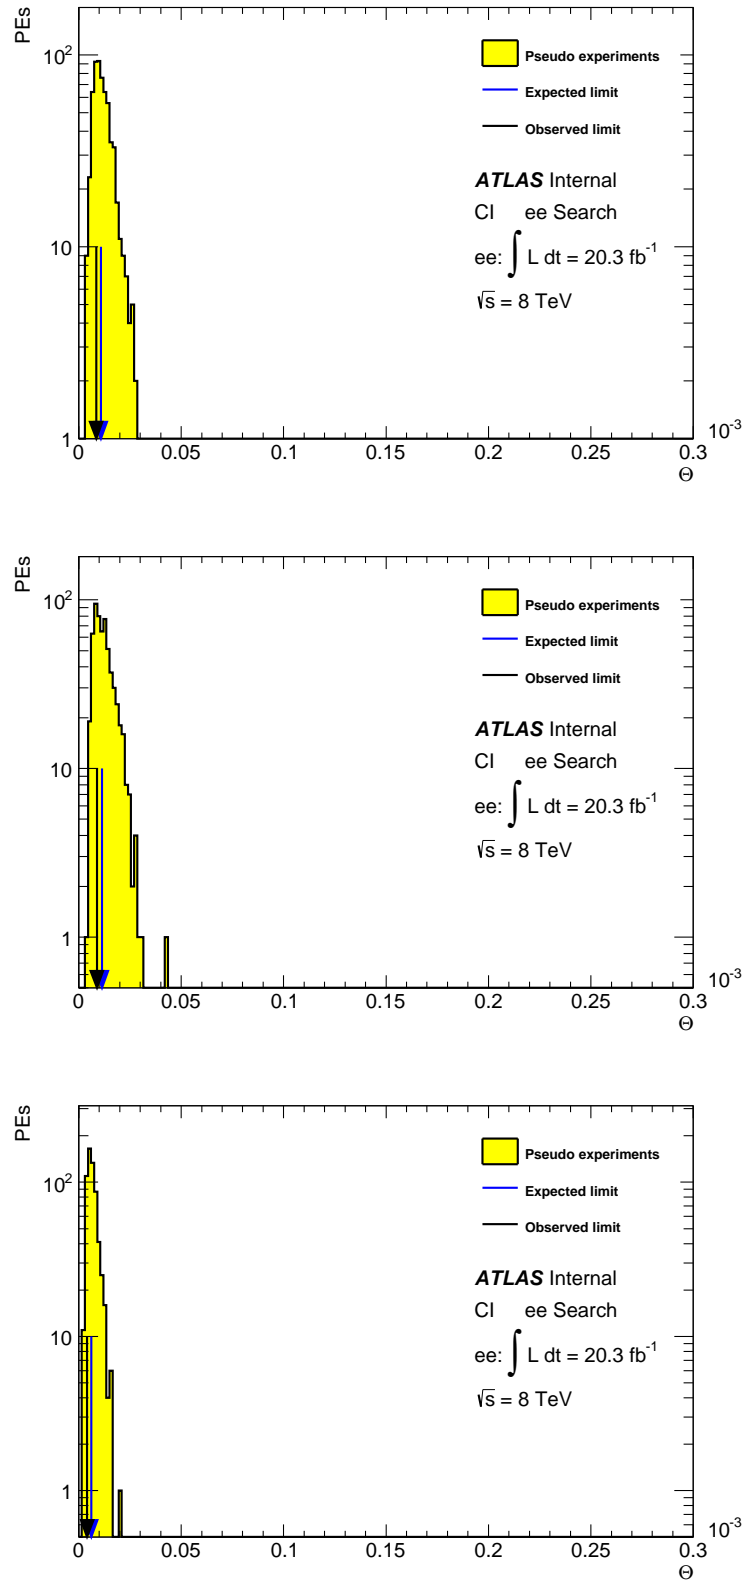 PEs
10²
10
1
Pseudo experiments
Expected limit
Observed limit
ATLAS Internal
CI ee Search
ee: ∫ L dt = 20.3 fb⁻¹
√s = 8 TeV
0 0.05 0.1 0.15 0.2 0.25 0.3
10⁻³
Θ
PEs
10²
10
1
Pseudo experiments
Expected limit
Observed limit
ATLAS Internal
CI ee Search
ee: ∫ L dt = 20.3 fb⁻¹
√s = 8 TeV
0 0.05 0.1 0.15 0.2 0.25 0.3
10⁻³
Θ
PEs
10²
10
1
Pseudo experiments
Expected limit
Observed limit
ATLAS Internal
CI ee Search
ee: ∫ L dt = 20.3 fb⁻¹
√s = 8 TeV
0 0.05 0.1 0.15 0.2 0.25 0.3
10⁻³
Θ